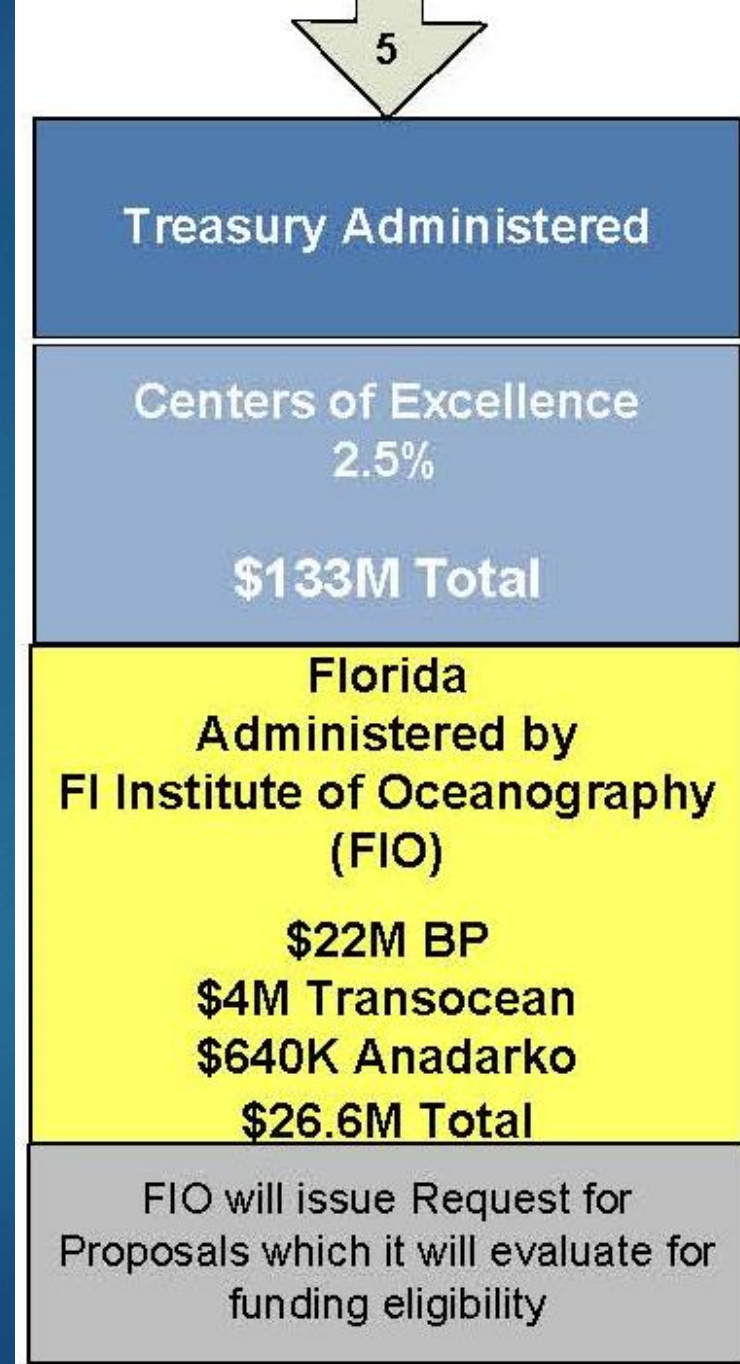 5
Treasury Administered
Centers of Excellence
2.5%
$133M Total
Florida
Administered by
Fl Institute of Oceanography
(FIO)
$22M BP
$4M Transocean
$640K Anadarko
$26.6M Total
FIO will issue Request for
Proposals which it will evaluate for
funding eligibility